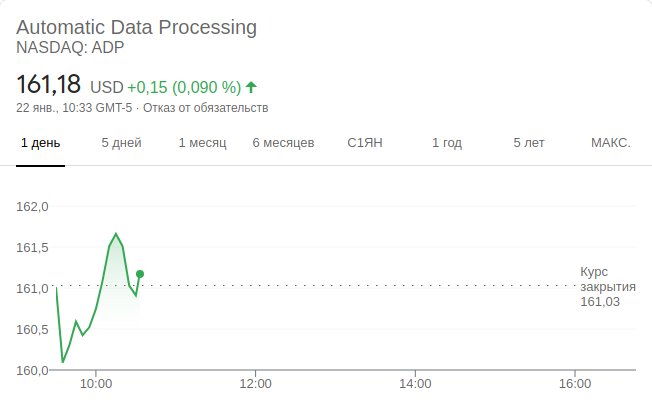 Automatic Data Processing
NASDAQ: ADP
161,18 USD +0,15 (0,090 %)
22 янв., 10:33 GMT-5 · Отказ от обязательств
1 день 5 дней 1 месяц 6 месяцев С1ЯН 1 год 5 лет МАКС.
162,0
161,5
161,0
160,5
160,0
Курс
закрытия
161,03
10:00 12:00 14:00 16:00